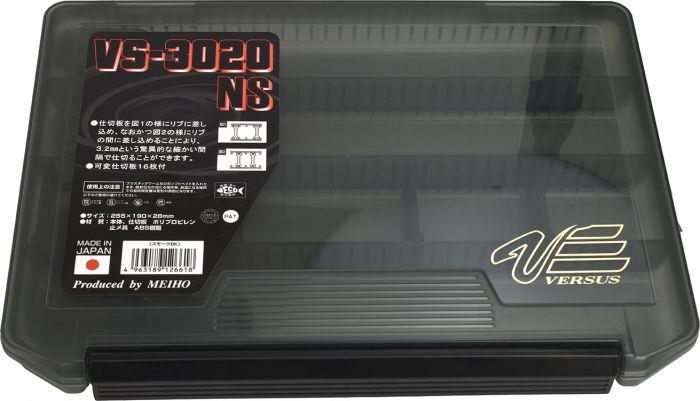 VS-3020
NS
●仕切板を図1の様にリブに差し
込め、なおかつ図2の様にリブ
の間に差し込めることにより、
3.2㎜という驚異的な細かい間
隔で仕切ることができます。
●可変仕切板16枚付
使用上の注意
●サイズ：255×190×28mm
●材 質：本体、仕切板 ポリプロピレン
止メ具 ABS樹脂
PAT
MADE IN
JAPAN
(スモークBK)
4 963189 126618
Produced by MEIHO
VE
VERSUS